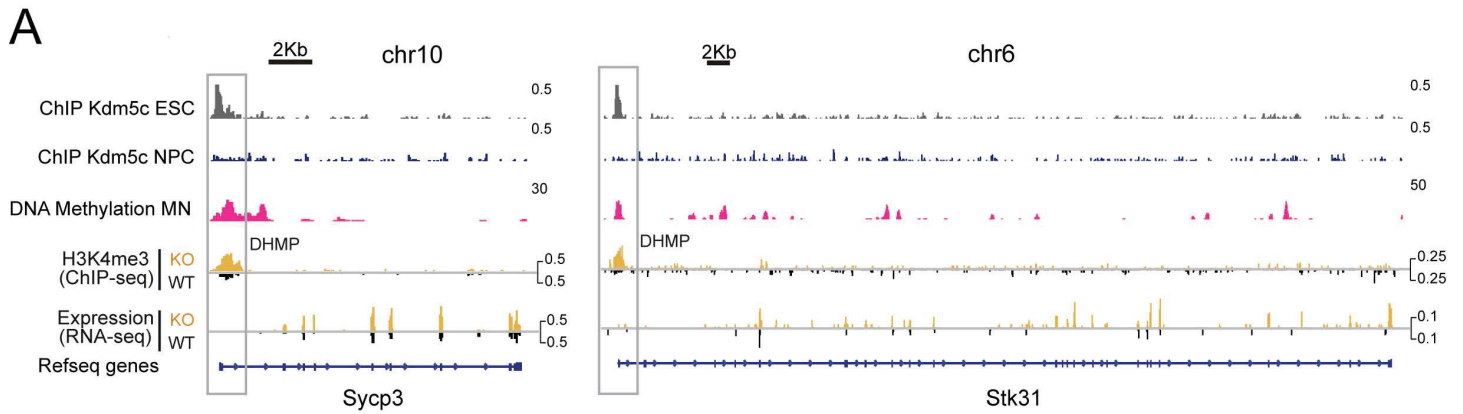 A
2Kb chr10 2Kb chr6
ChIP Kdm5c ESC 0.5 0.5
0.5 0.5
ChIP Kdm5c NPC
DNA Methylation MN 30 50
DHMP DHMP
H3K4me3 KO 0.5 0.25
(ChIP-seq) WT 0.5 0.25
Expression KO 0.5 0.1
(RNA-seq) WT 0.5 0.1
Refseq genes
Sycp3 Stk31